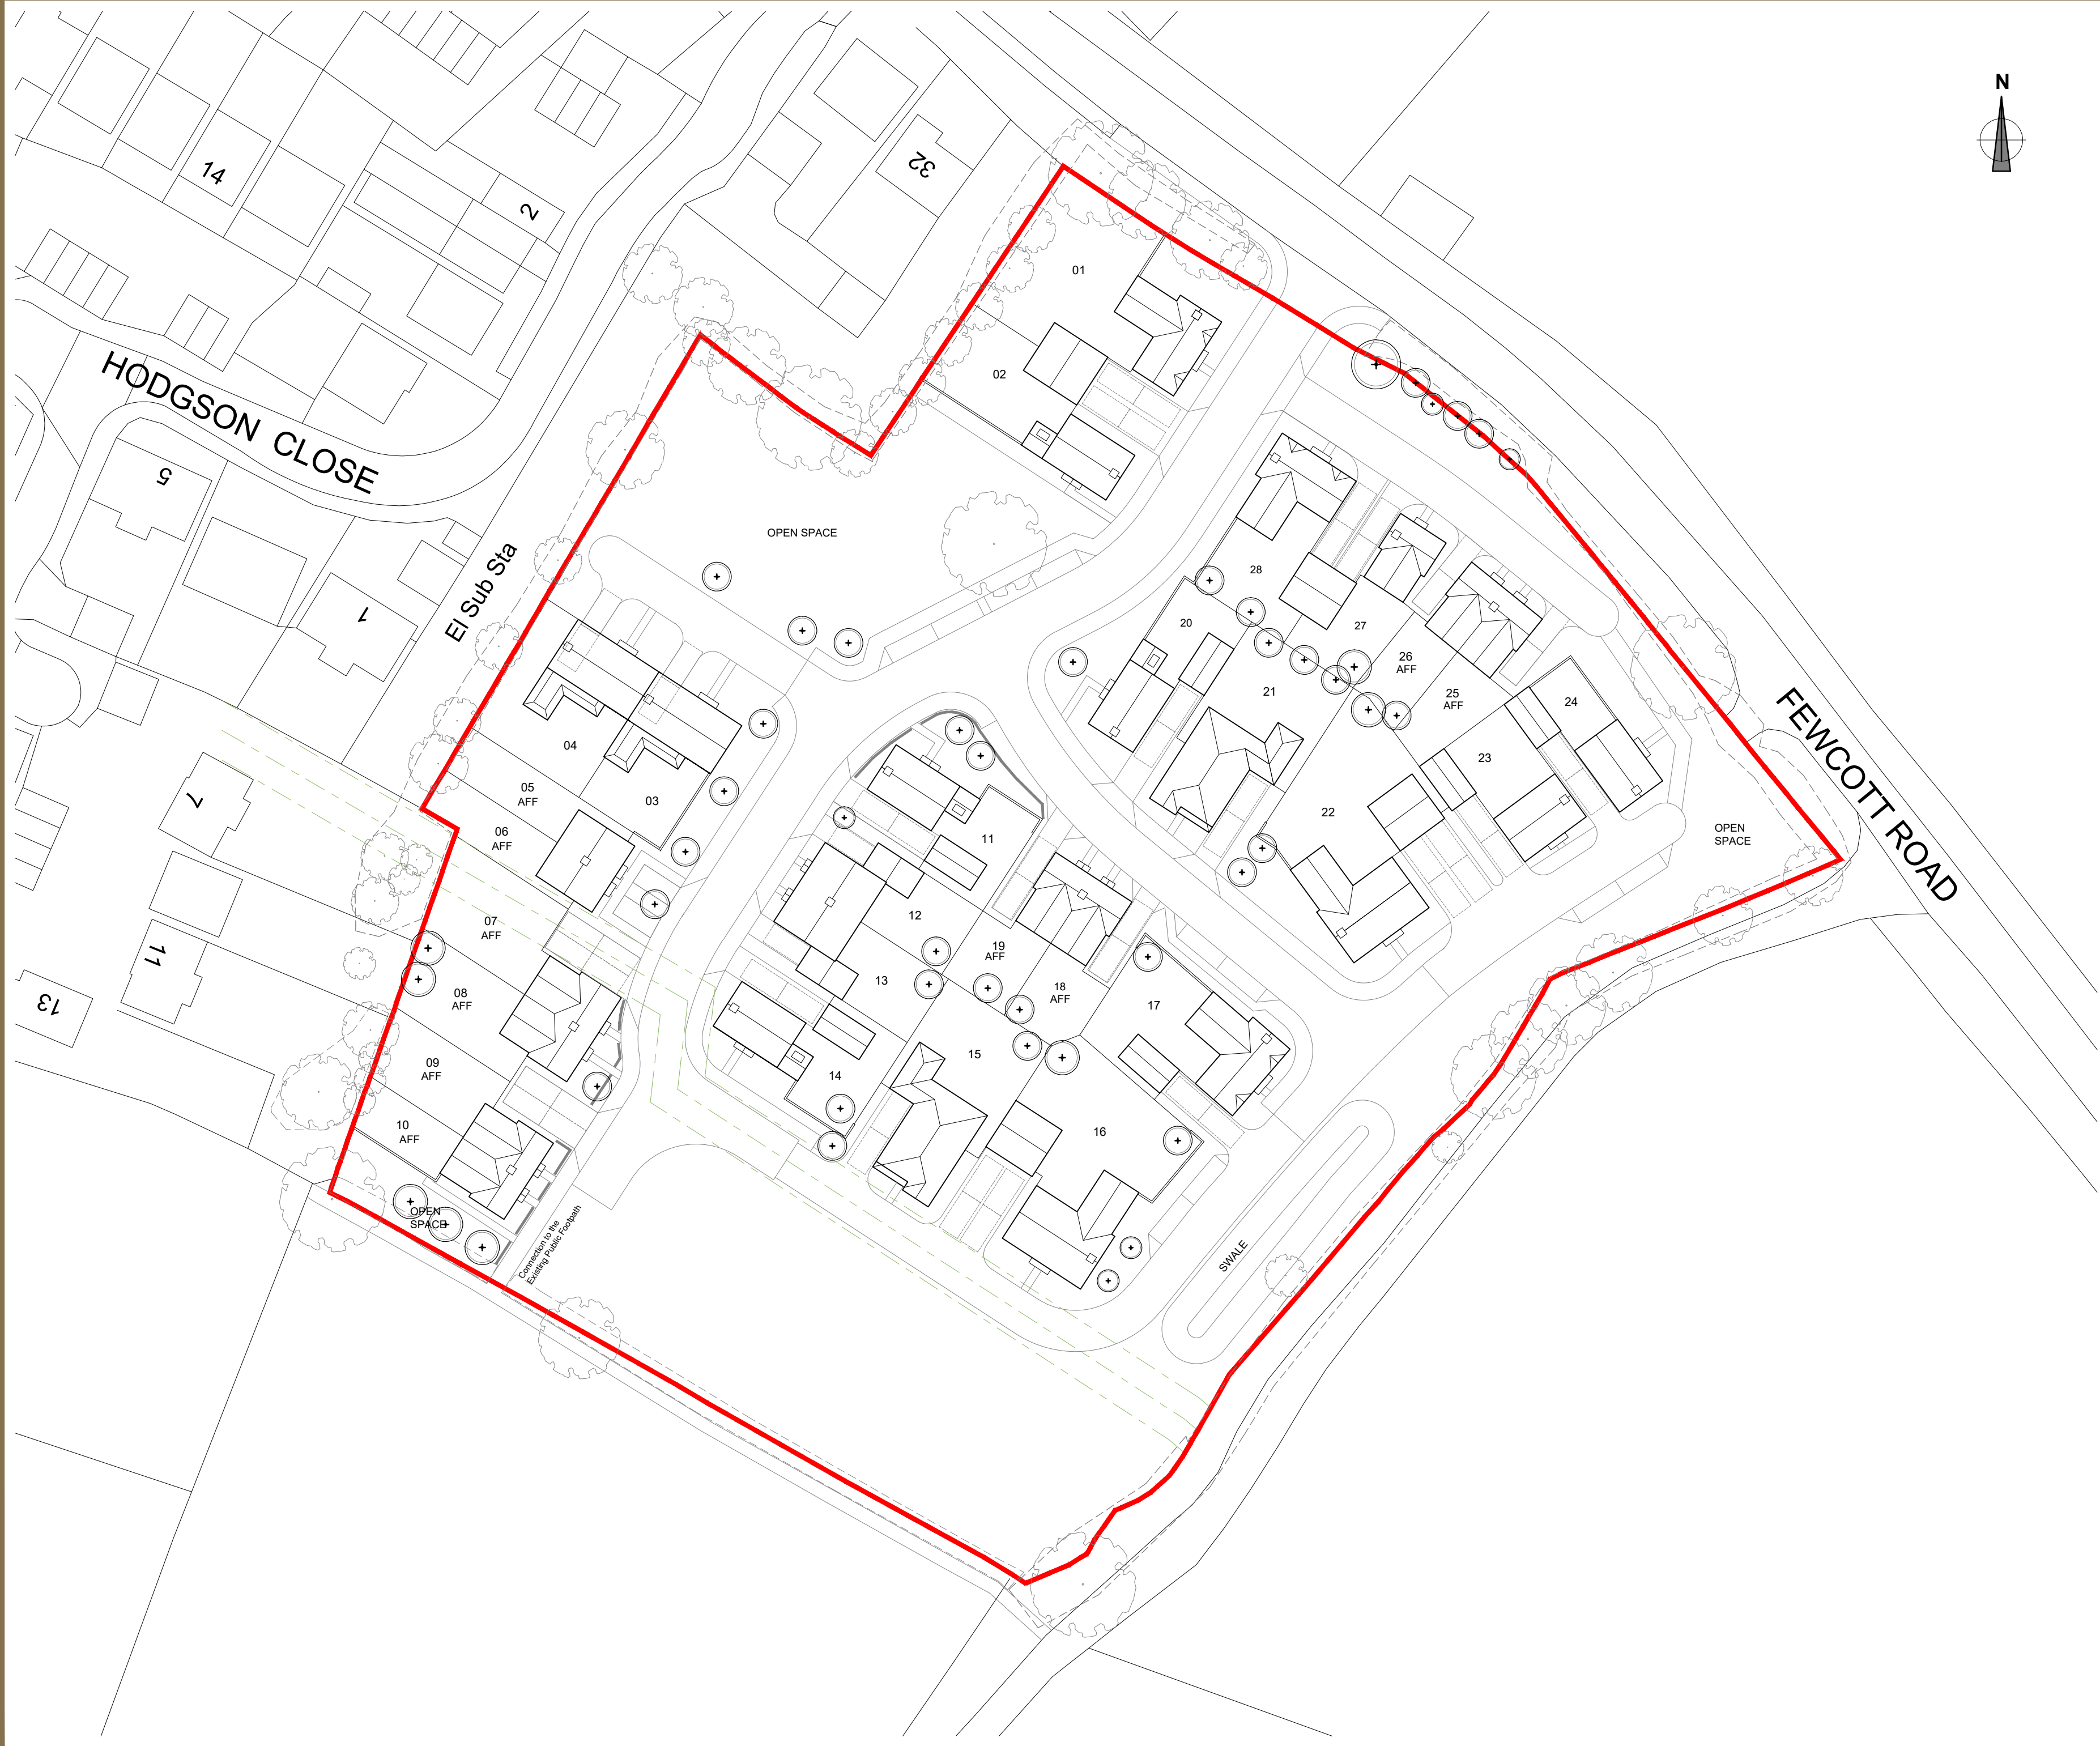 N
14
32
2
01
HODGSON CLOSE
02
5
OPEN SPACE
El Sub Sta
1
28
20
27
26
AFF
21
25
AFF
24
FEWCOTT ROAD
04
23
05
AFF
03
7
22
06
AFF
11
OPEN
SPACE
07
AFF
12
19
AFF
11
13
08
AFF
13
18
AFF
17
09
AFF
15
14
10
AFF
16
OPEN
SPACE
Connection to the
Existing Public Footpath
SWALE